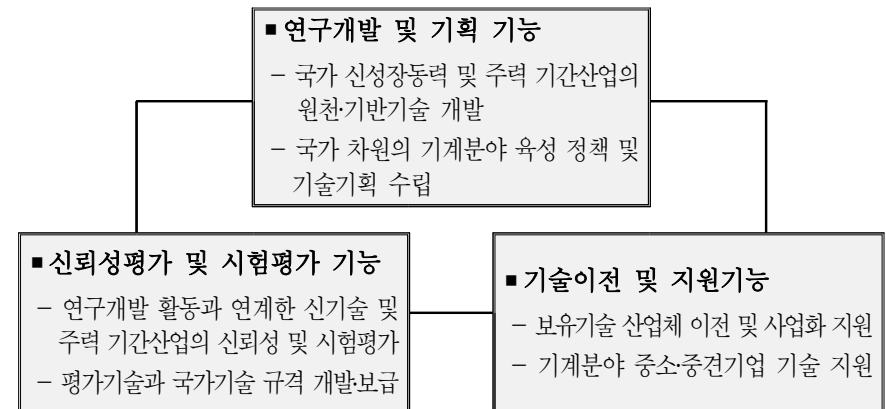 ▪연구개발 및 기획 기능
– 국가 신성장동력 및 주력 기간산업의
원천·기반기술 개발
– 국가 차원의 기계분야 육성 정책 및
기술기획 수립
▪신뢰성평가 및 시험평가 기능
– 연구개발 활동과 연계한 신기술 및
주력 기간산업의 신뢰성 및 시험평가
– 평가기술과 국가기술 규격 개발·보급
▪기술이전 및 지원기능
– 보유기술 산업체 이전 및 사업화 지원
– 기계분야 중소·중견기업 기술 지원